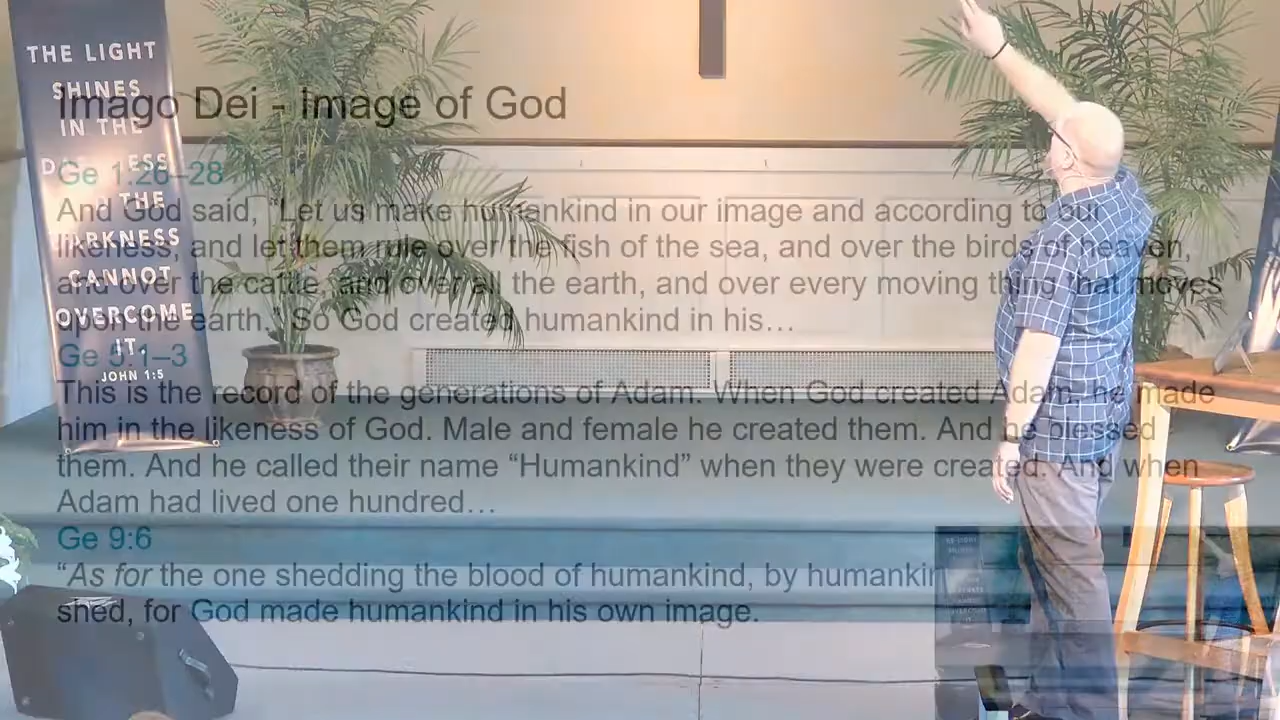 THE LIGHT
SHINES
IN THE
THE
DARKNESS
CANNOT
OVERCOME
IT.
JOHN 1:5
Imago Dei - Image of God
Ge 1:26–28
And God said, “Let us make humankind in our image and according to our
likeness, and let them rule over the fish of the sea, and over the birds of heaven,
and over the cattle, and over all the earth, and over every moving thing that moves
upon the earth.” So God created humankind in his…
Ge 5:1–3
This is the record of the generations of Adam. When God created Adam, he made
him in the likeness of God. Male and female he created them. And he blessed
them. And he called their name “Humankind” when they were created. And when
Adam had lived one hundred…
Ge 9:6
“As for the one shedding the blood of humankind, by
shed, for God made humankind in his own image.